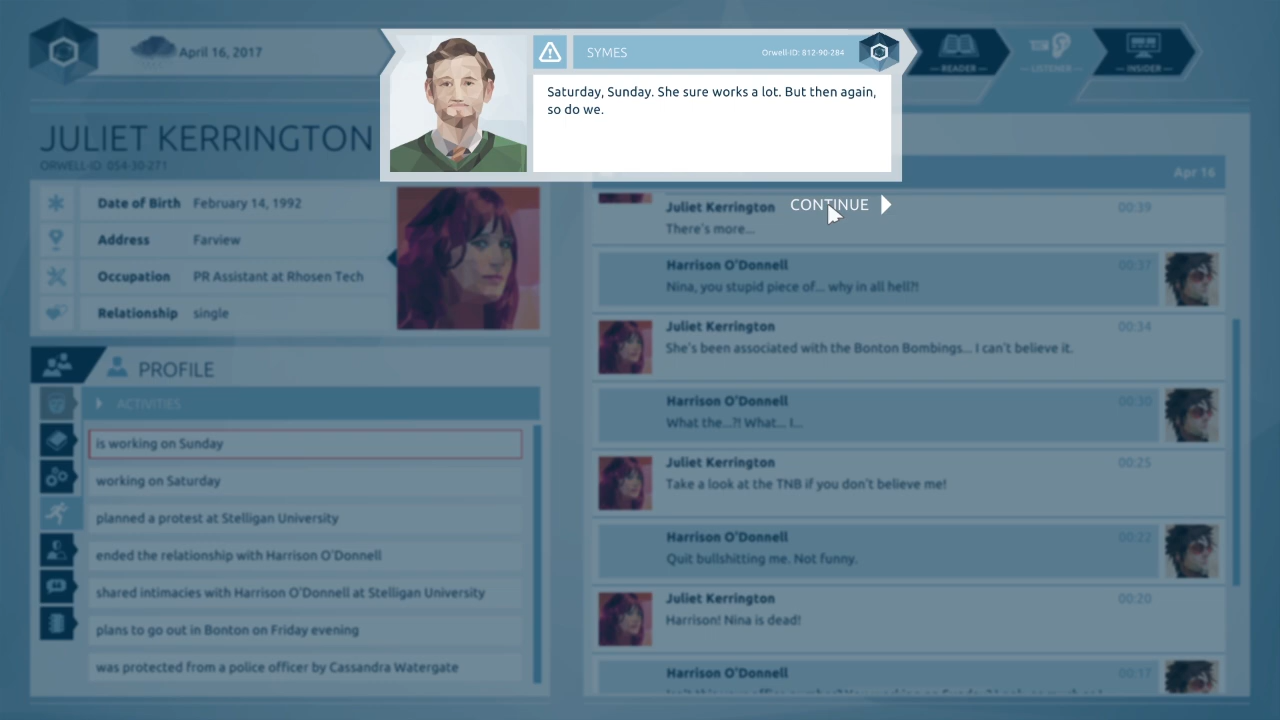 April 16, 2017
SYMES
Orwell-ID: 812-90-284
Saturday, Sunday. She sure works a lot. But then again,
so do we.
CONTINUE
READER
LISTENER
INSIDER
JULIET KERRINGTON
ORWELL-ID: 054-30-271
Date of Birth February 14, 1992
Address Farview
Occupation PR Assistant at Rhosen Tech
Relationship single
PROFILE
ACTIVITIES
is working on Sunday
working on Saturday
planned a protest at Stelligan University
ended the relationship with Harrison O'Donnell
shared intimacies with Harrison O'Donnell at Stelligan University
plans to go out in Bonton on Friday evening
was protected from a police officer by Cassandra Watergate
Apr 16
Juliet Kerrington 00:39
There's more...
Harrison O'Donnell 00:37
Nina, you stupid piece of... why in all hell?!
Juliet Kerrington 00:34
She's been associated with the Bonton Bombings... I can't believe it.
Harrison O'Donnell 00:30
What the...?! What... I...
Juliet Kerrington 00:25
Take a look at the TNB if you don't believe me!
Harrison O'Donnell 00:22
Quit bullshitting me. Not funny.
Juliet Kerrington 00:20
Harrison! Nina is dead!
Harrison O'Donnell 00:17